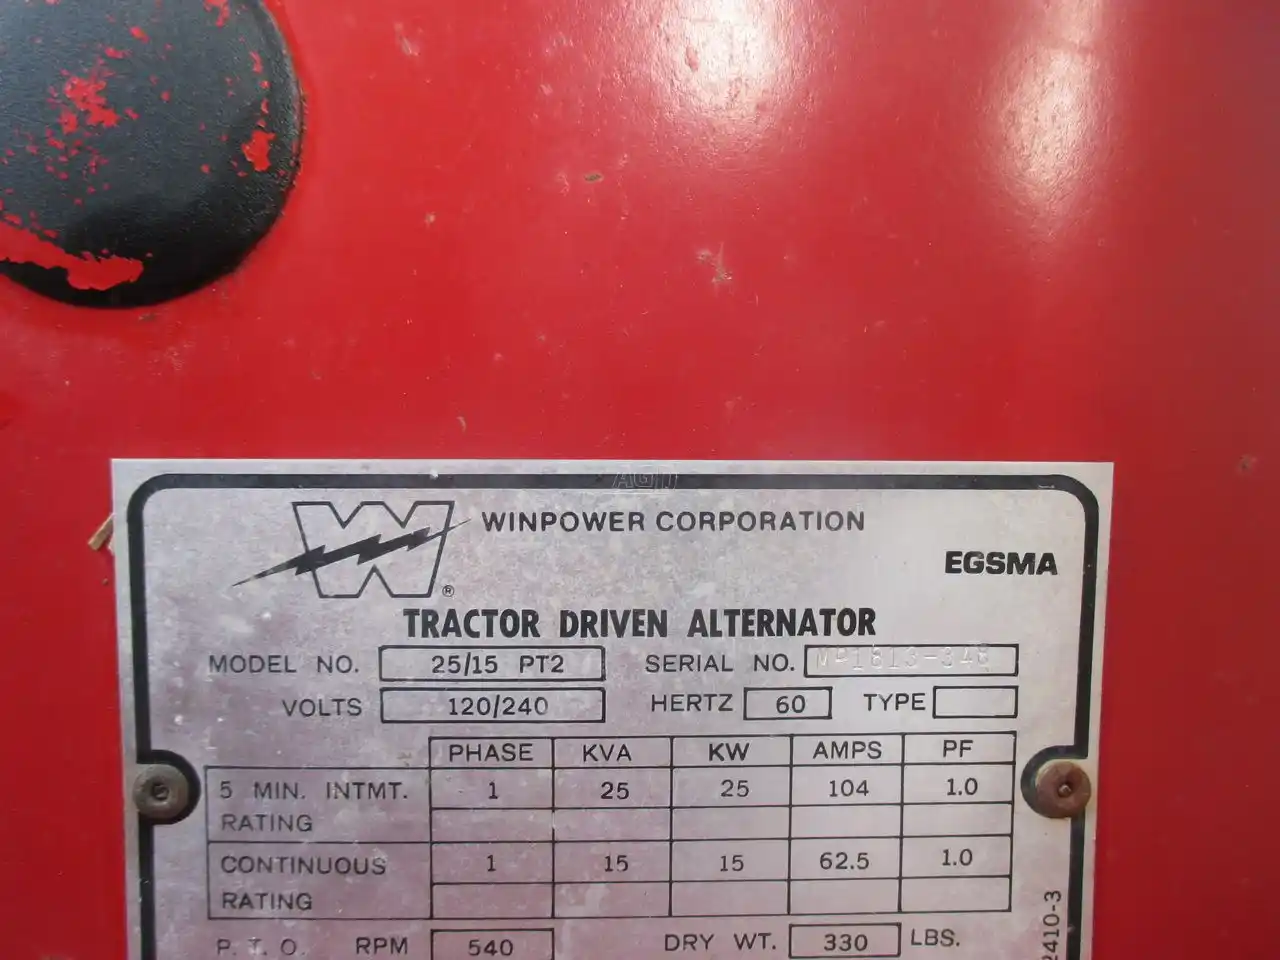 AGD
W
WINPOWER CORPORATION
®
EGSMA
TRACTOR DRIVEN ALTERNATOR
MODEL NO. 25/15 PT2 SERIAL NO.
VOLTS 120/240 HERTZ 60 TYPE
PHASE KVA KW AMPS PF
5 MIN. INTMT. 1 25 25 104 1.0
RATING
CONTINUOUS 1 15 15 62.5 1.0
RATING
P.T.O. RPM 540 DRY WT. 330 LBS.
2410-3